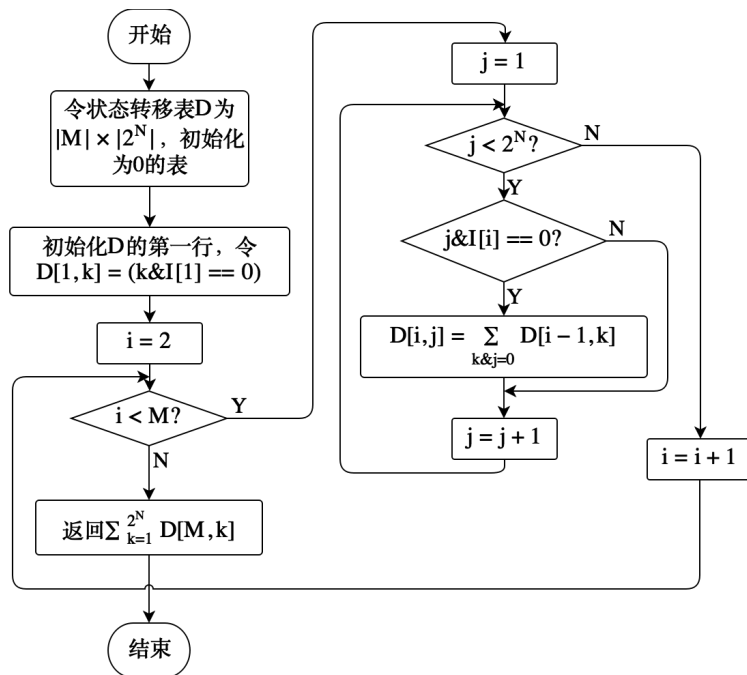 开始
令状态转移表D为
|M| × |2^N|，初始化
为0的表
初始化D的第一行，令
D[1, k] = (k&I[1] == 0)
i = 2
i < M?
Y
N
返回∑ 2^N k=1 D[M, k]
结束
j = 1
j < 2^N?
N
Y
j&I[i] == 0?
N
Y
D[i, j] = ∑ D[i − 1, k]
k&j=0
j = j + 1
i = i + 1